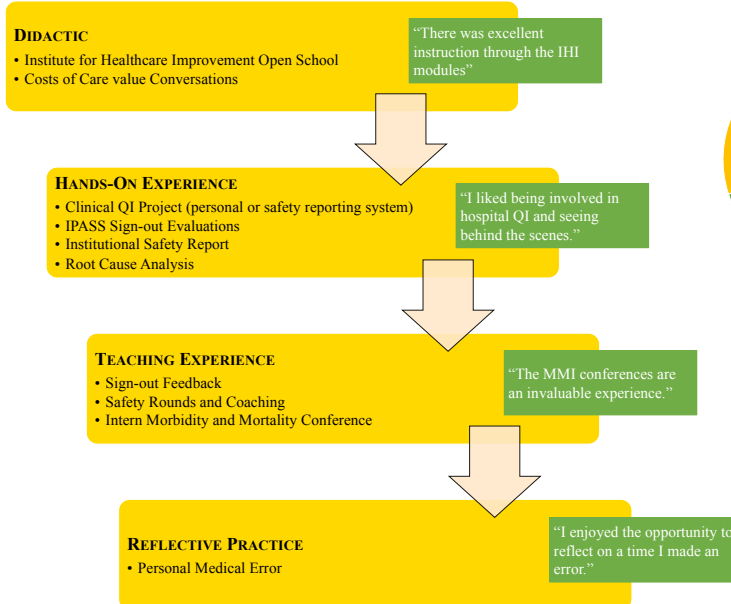 DIDACTIC
• Institute for Healthcare Improvement Open School
• Costs of Care value Conversations
“There was excellent
instruction through the IHI
modules”
HANDS-ON EXPERIENCE
• Clinical QI Project (personal or safety reporting system)
• IPASS Sign-out Evaluations
• Institutional Safety Report
• Root Cause Analysis
“I liked being involved in
hospital QI and seeing
behind the scenes.”
TEACHING EXPERIENCE
• Sign-out Feedback
• Safety Rounds and Coaching
• Intern Morbidity and Mortality Conference
“The MMI conferences are
an invaluable experience.”
REFLECTIVE PRACTICE
• Personal Medical Error
“I enjoyed the opportunity to
reflect on a time I made an
error.”